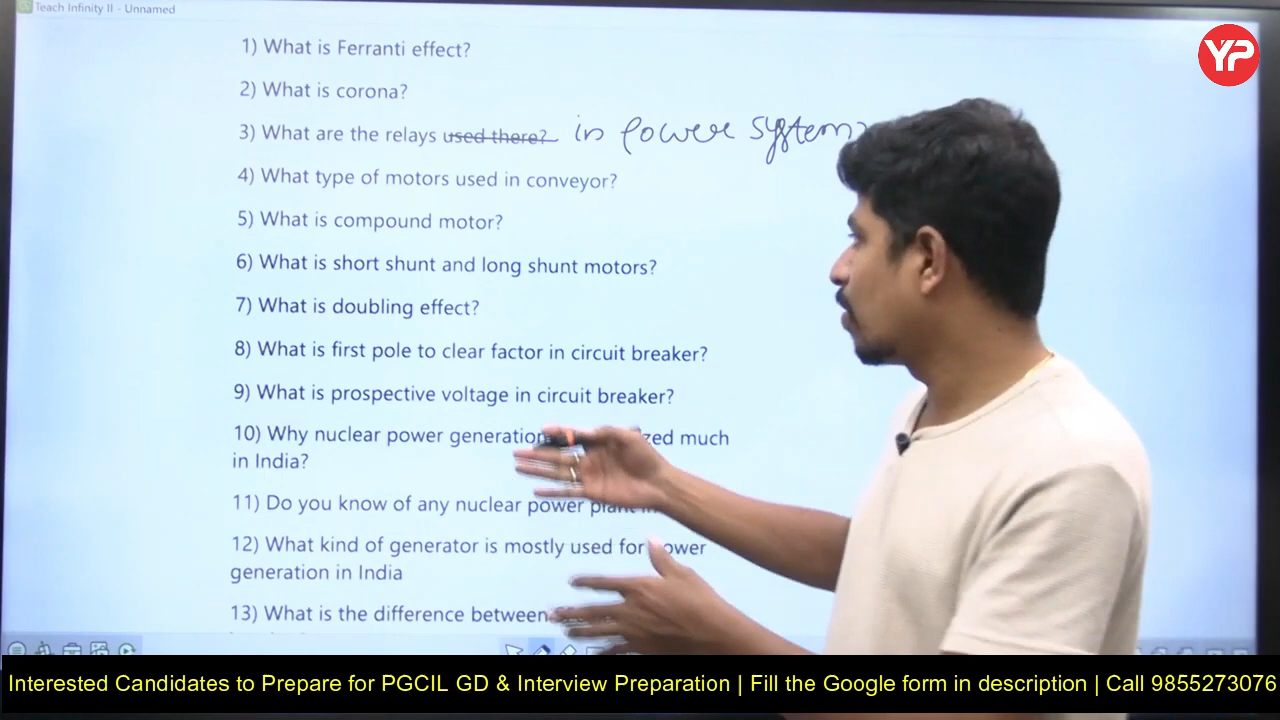 Teach Infinity II - Unnamed
YP
1) What is Ferranti effect?
2) What is corona?
3) What are the relays used there? in power system?
4) What type of motors used in conveyor?
5) What is compound motor?
6) What is short shunt and long shunt motors?
7) What is doubling effect?
8) What is first pole to clear factor in circuit breaker?
9) What is prospective voltage in circuit breaker?
10) Why nuclear power generation much
in India?
11) Do you know of any nuclear power plant
12) What kind of generator is mostly used for power
generation in India
13) What is the difference between
Interested Candidates to Prepare for PGCIL GD & Interview Preparation | Fill the Google form in description | Call 9855273076